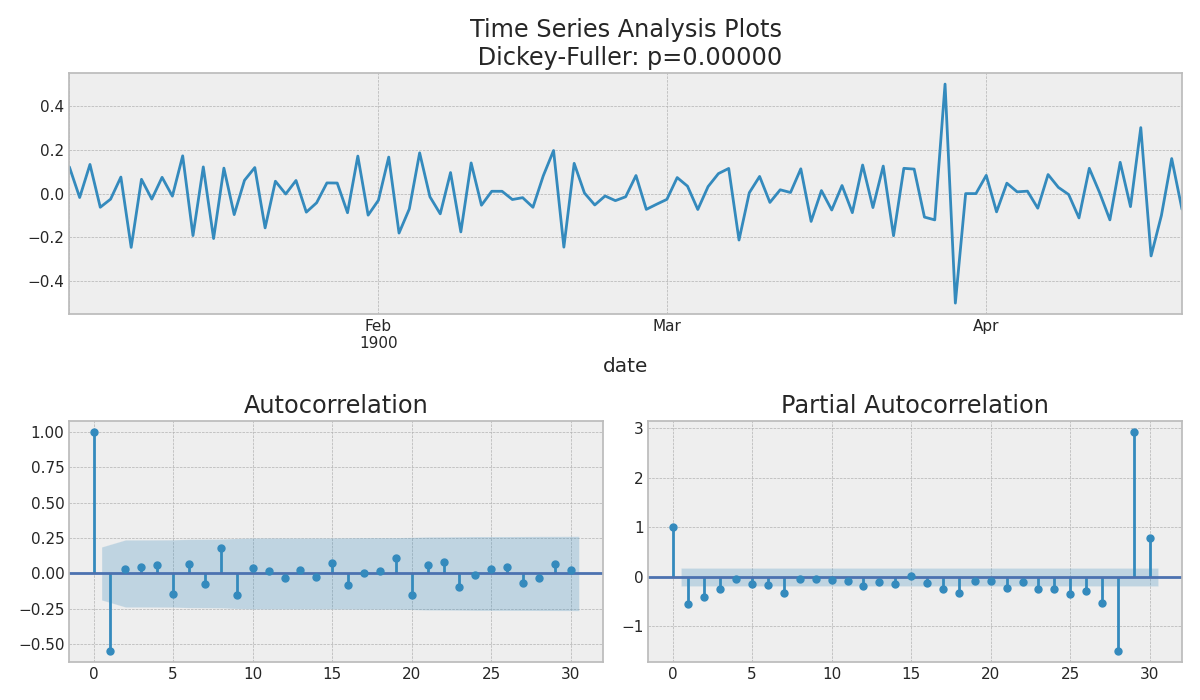 Time Series Analysis Plots
Dickey-Fuller: p=0.00000
0.4
0.2
0.0
−0.2
−0.4
Feb
1900
Mar
Apr
date
Autocorrelation
1.00
0.75
0.50
0.25
0.00
−0.25
−0.50
0 5 10 15 20 25 30
Partial Autocorrelation
3
2
1
0
−1
0 5 10 15 20 25 30